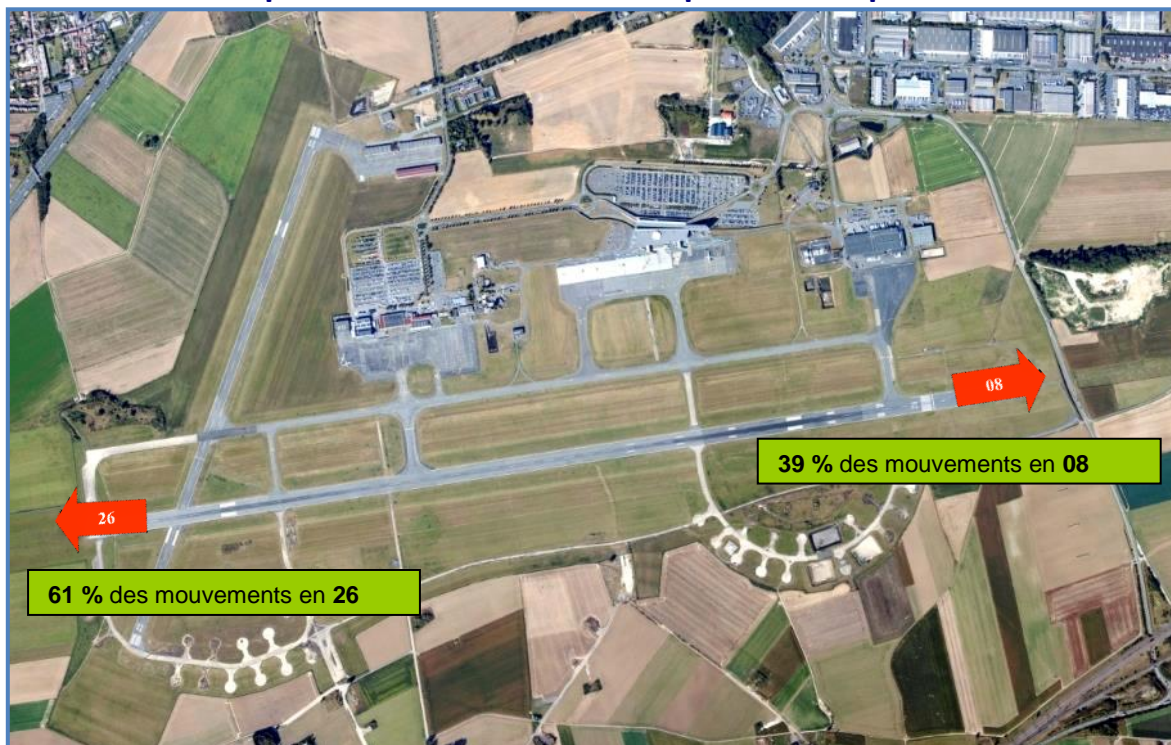 08
39 % des mouvements en 08
26
61 % des mouvements en 26